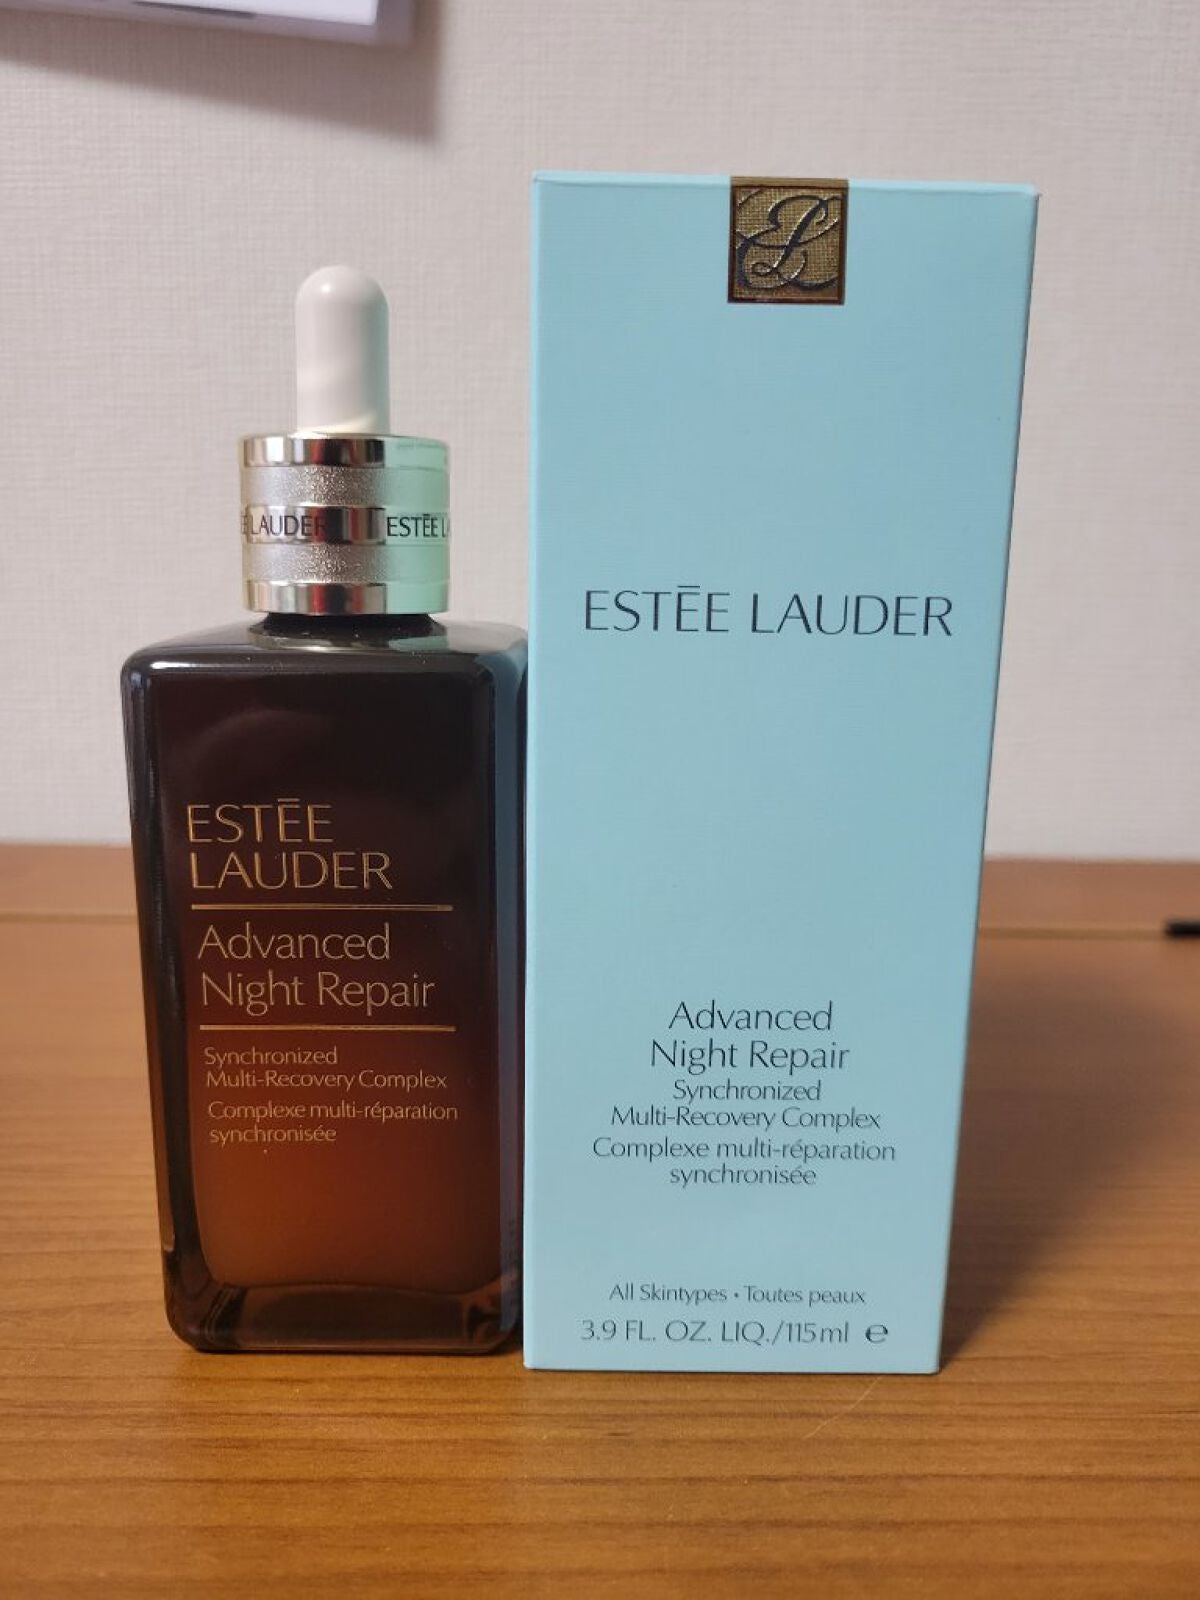 LAUDER ESTĒE
ESTĒE
LAUDER
Advanced
Night Repair
Synchronized
Multi-Recovery Complex
Complexe multi-réparation
synchronisée
ESTĒE LAUDER
Advanced
Night Repair
Synchronized
Multi-Recovery Complex
Complexe multi-réparation
synchronisée
All Skintypes • Toutes peaux
3.9 FL. OZ. LIQ./115ml ℮